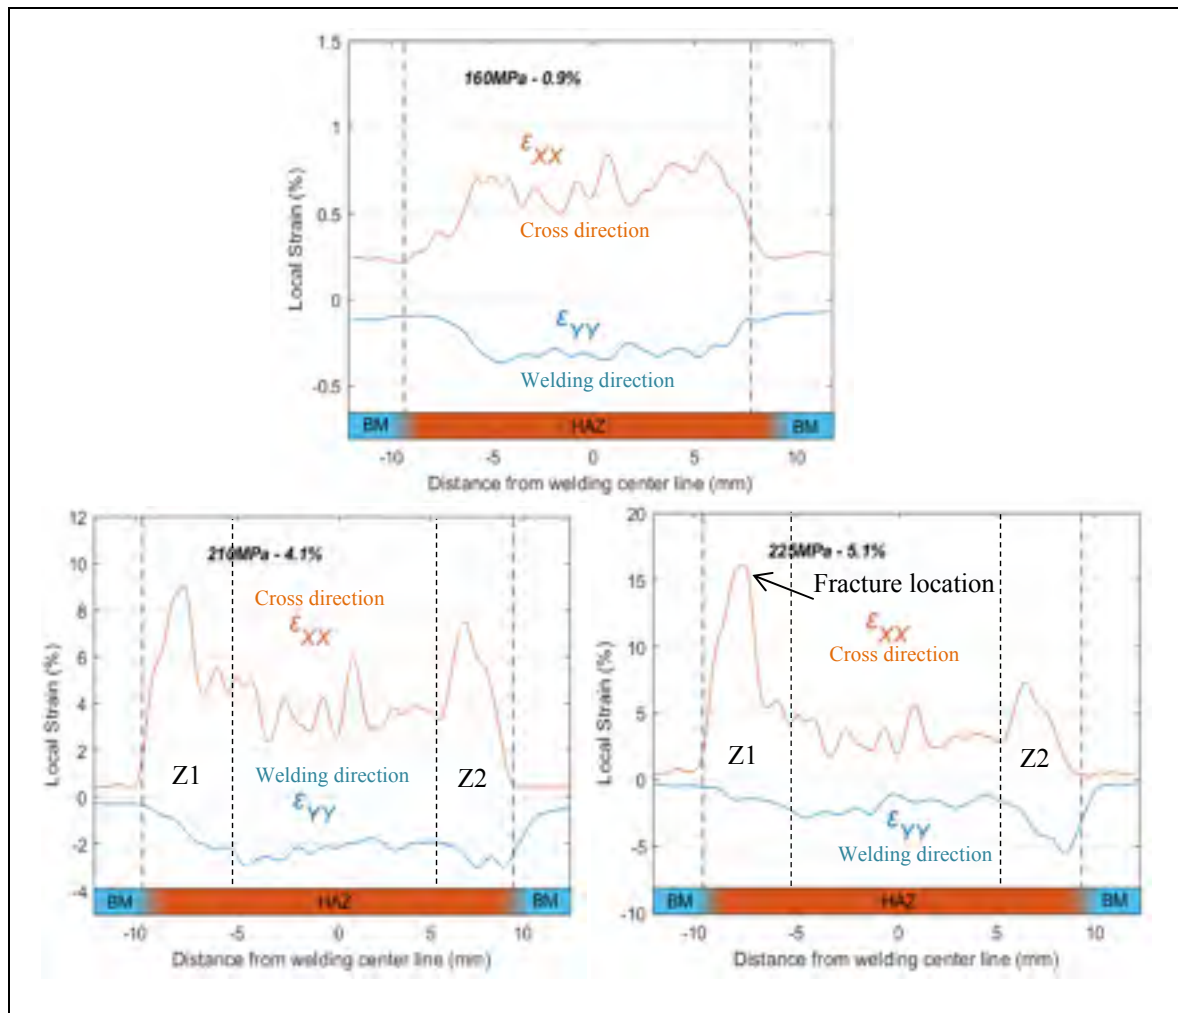 1.5
160MPa - 0.9%
1
εXX
Cross direction
0.5
Local Strain (%)
0
εYY
Welding direction
-0.5
BM HAZ BM
-10 -5 0 5 10
Distance from welding center line (mm)
12
210MPa - 4.1%
10
Cross direction
8
εXX
6
Local Strain (%)
4
2
Z1 Welding direction Z2
0
εYY
-2
-4
BM HAZ BM
-10 -5 0 5 10
Distance from welding center line (mm)
20
225MPa - 5.1%
15
Fracture location
εXX
10
Cross direction
Local Strain (%)
5
Z1 Z2
0
εYY
Welding direction
-5
BM HAZ BM
-10
-10 -5 0 5 10
Distance from welding center line (mm)